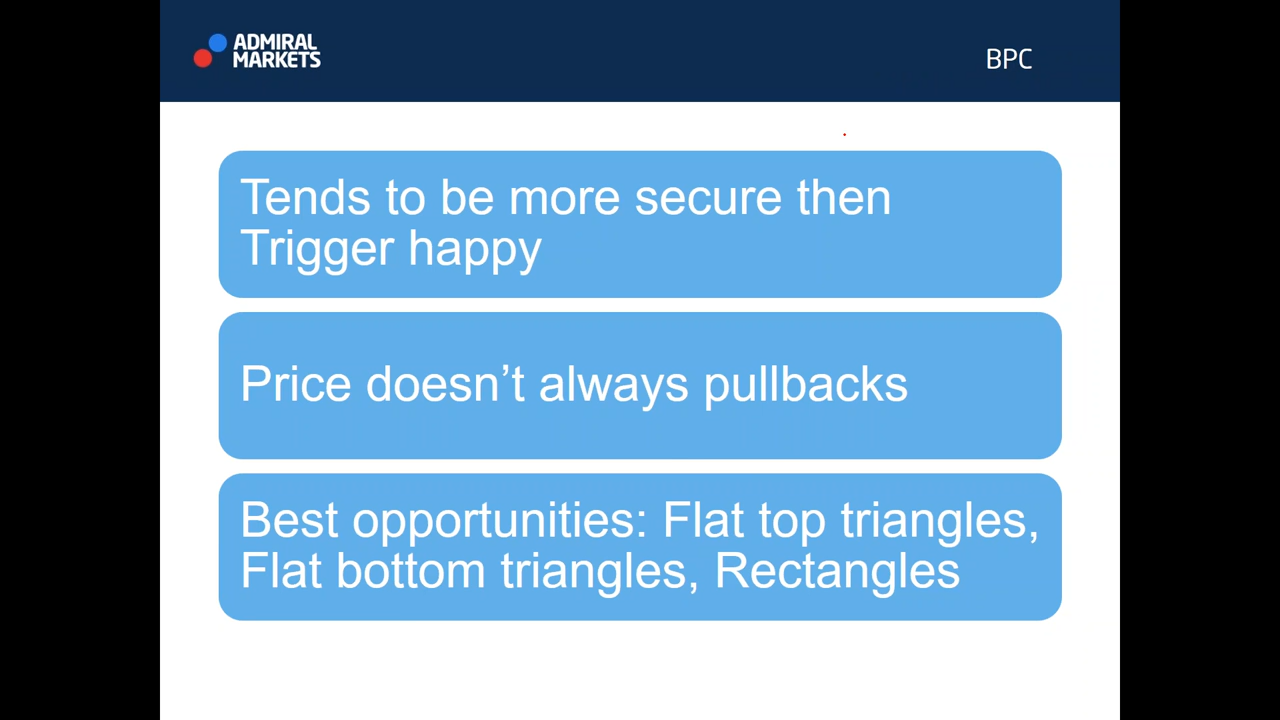 ADMIRAL
MARKETS
BPC
Tends to be more secure then
Trigger happy
Price doesn’t always pullbacks
Best opportunities: Flat top triangles,
Flat bottom triangles, Rectangles